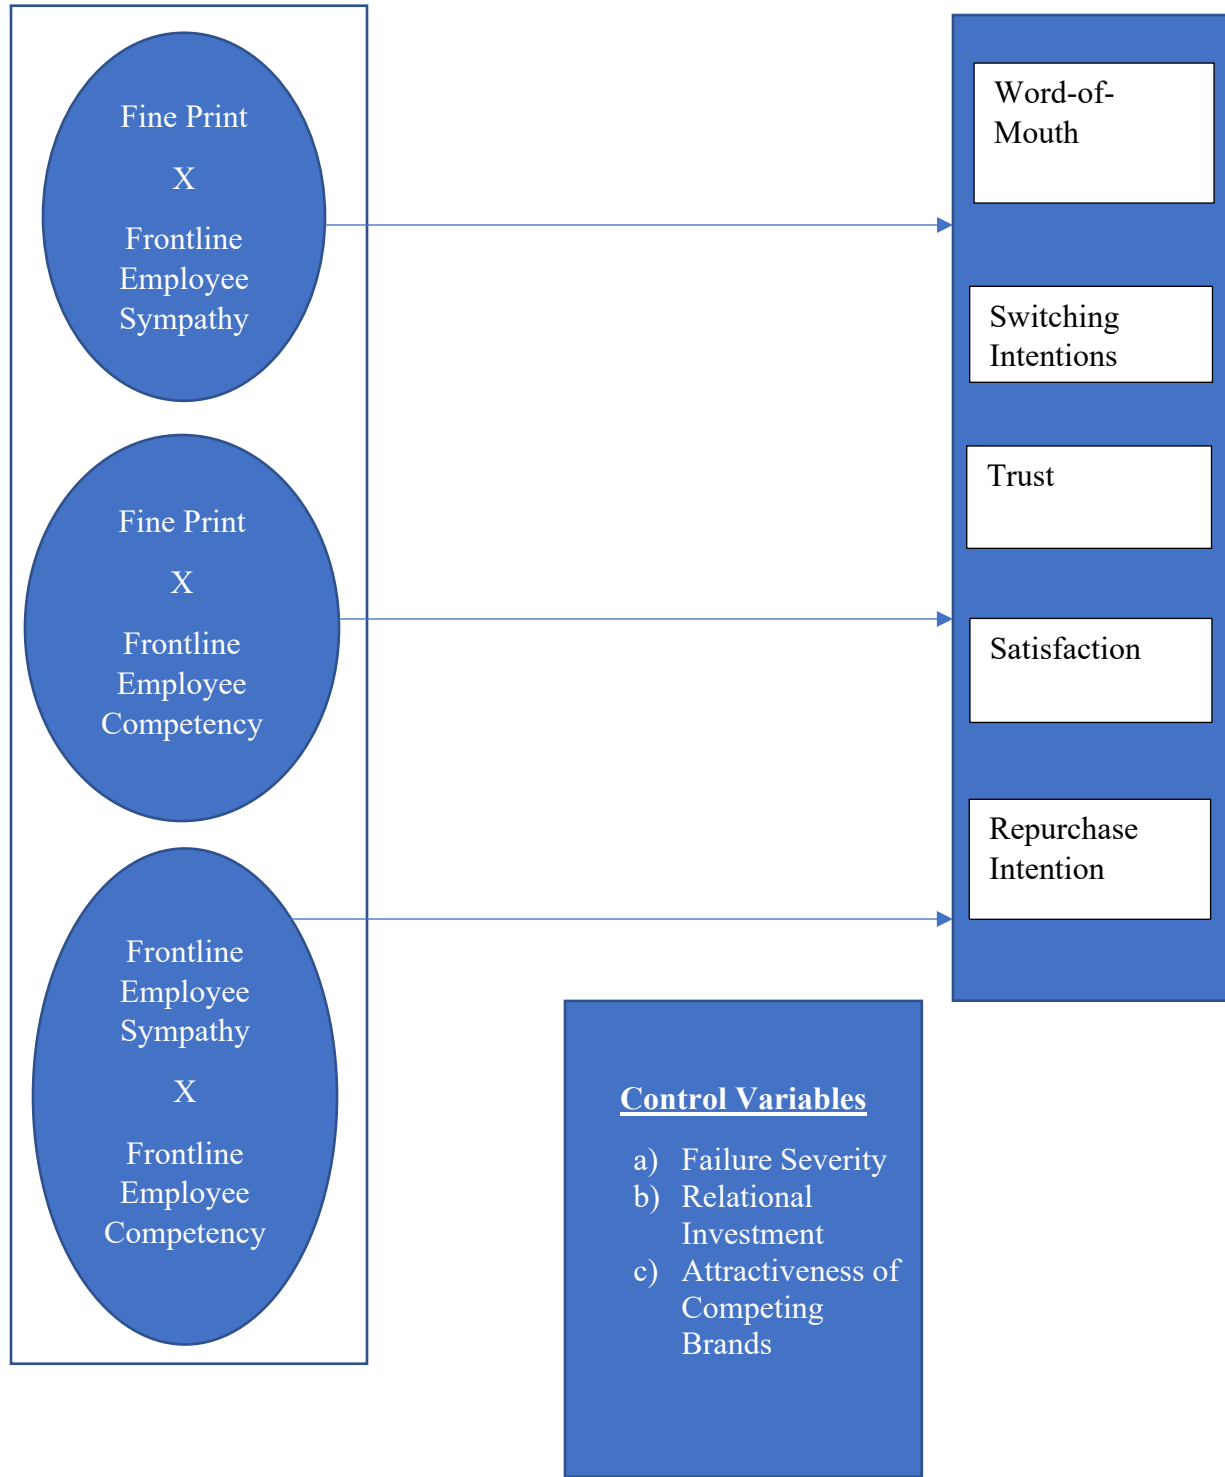 Fine Print
X
Frontline
Employee
Sympathy
Fine Print
X
Frontline
Employee
Competency
Frontline
Employee
Sympathy
X
Frontline
Employee
Competency
Word-of-
Mouth
Switching
Intentions
Trust
Satisfaction
Repurchase
Intention
Control Variables
a) Failure Severity
b) Relational
Investment
c) Attractiveness of
Competing
Brands